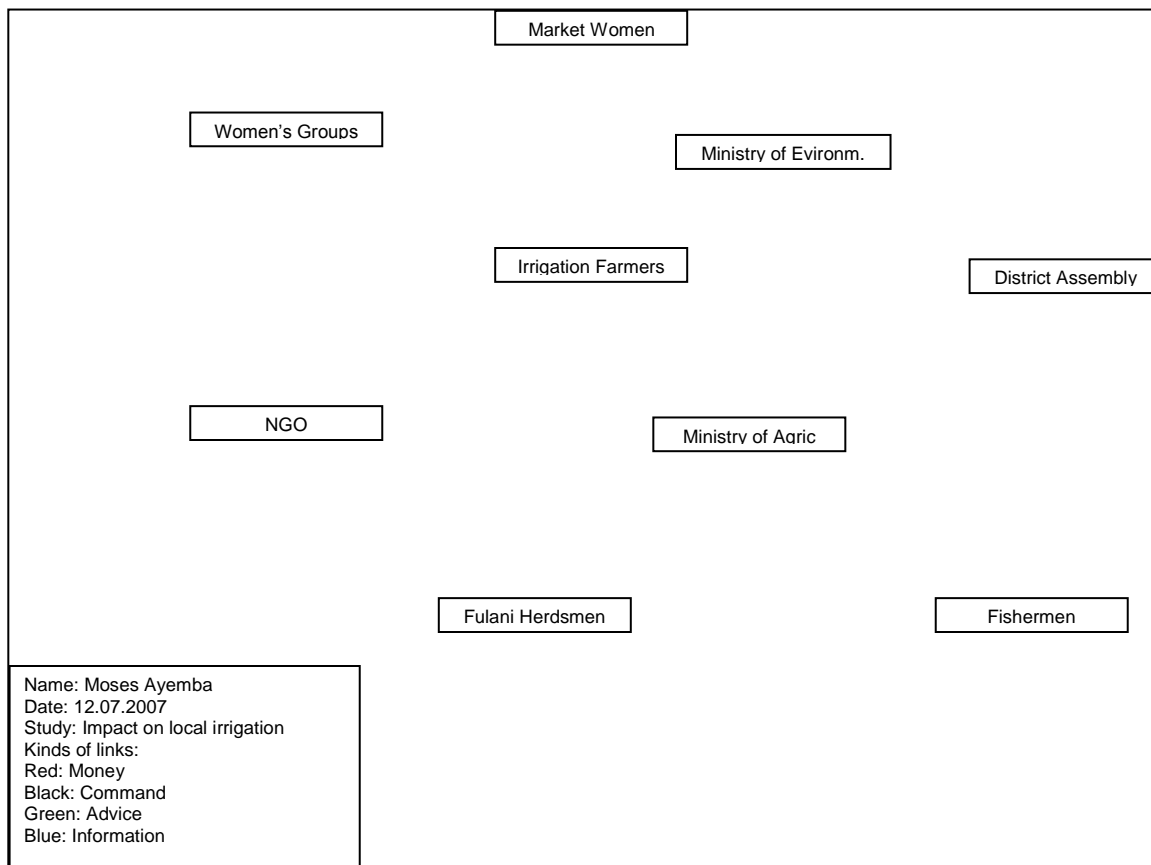 Market Women
Women's Groups
Ministry of Evironm.
Irrigation Farmers
District Assembly
NGO
Ministry of Agric
Fulani Herdsmen
Fishermen
Name: Moses Ayemba
Date: 12.07.2007
Study: Impact on local irrigation
Kinds of links:
Red: Money
Black: Command
Green: Advice
Blue: Information